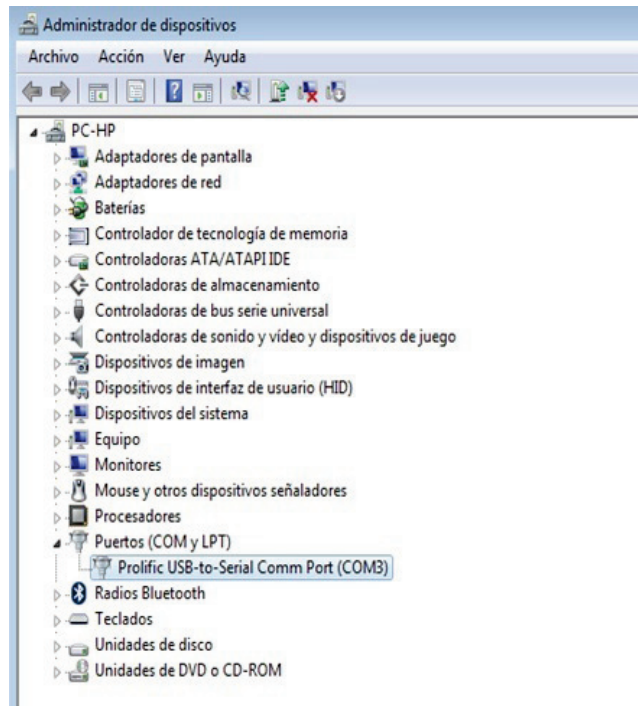 Administrador de dispositivos
Archivo Acción Ver Ayuda
PC-HP
Adaptadores de pantalla
Adaptadores de red
Baterías
Controlador de tecnología de memoria
Controladoras ATA/ATAPI IDE
Controladoras de almacenamiento
Controladoras de bus serie universal
Controladoras de sonido y vídeo y dispositivos de juego
Dispositivos de imagen
Dispositivos de interfaz de usuario (HID)
Dispositivos del sistema
Equipo
Monitores
Mouse y otros dispositivos señaladores
Procesadores
Puertos (COM y LPT)
Prolific USB-to-Serial Comm Port (COM3)
Radios Bluetooth
Teclados
Unidades de disco
Unidades de DVD o CD-ROM